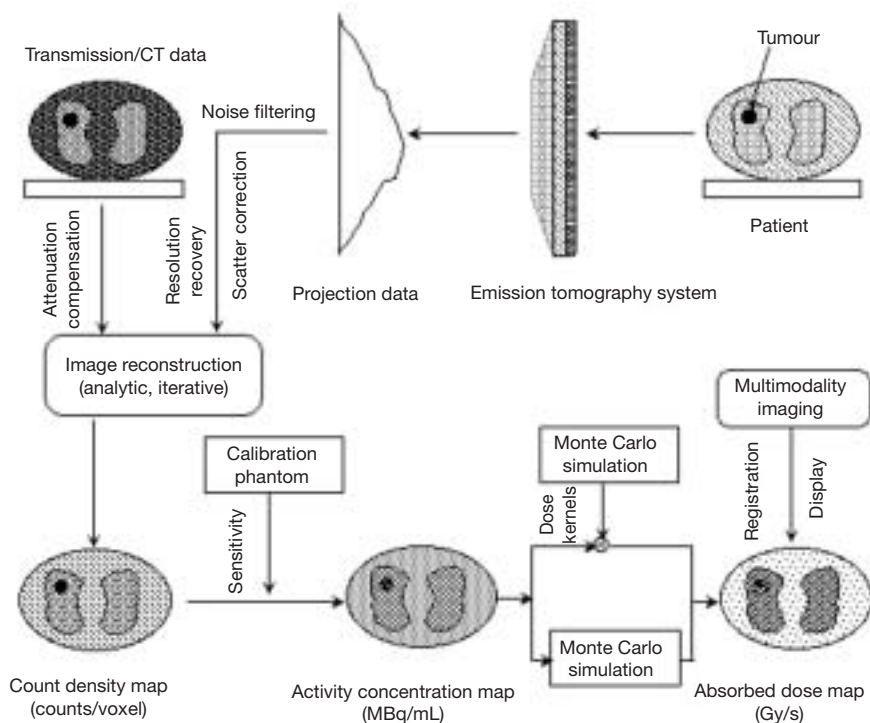 Transmission/CT data
Tumour
Noise filtering
Attenuation
compensation
Resolution
recovery
Scatter correction
Patient
Projection data
Emission tomography system
Image reconstruction
(analytic, iterative)
Multimodality
imaging
Calibration
phantom
Monte Carlo
simulation
Sensitivity
Dose
kernels
Registration
Display
Monte Carlo
simulation
Count density map
(counts/voxel)
Activity concentration map
(MBq/mL)
Absorbed dose map
(Gy/s)